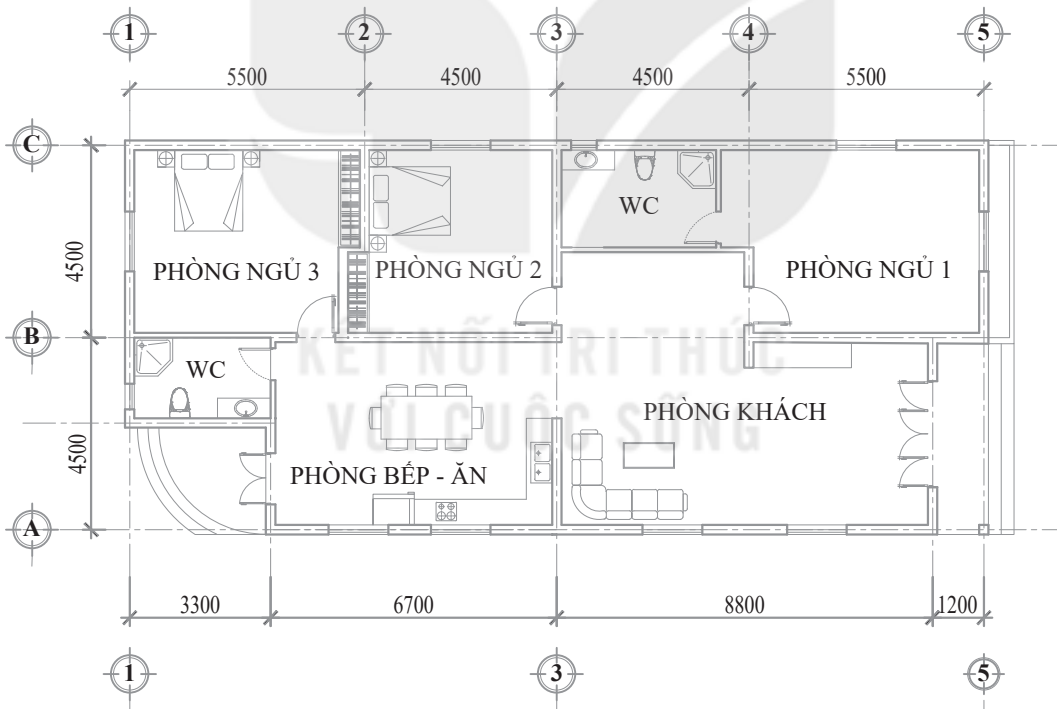 1 2 3 4 5
5500 4500 4500 5500
C
WC
4500
PHÒNG NGỦ 3 PHÒNG NGỦ 2 PHÒNG NGỦ 1
B
KẾT NỐI TRI THỨC
WC
PHÒNG KHÁCH
VỚI CUỘC SỐNG
4500
PHÒNG BẾP - ĂN
A
3300 6700 8800 1200
1 3 5